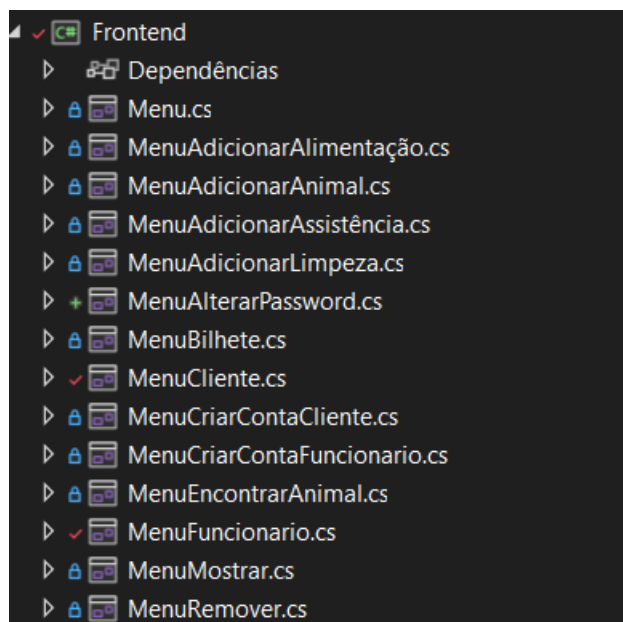 C# Frontend
Dependências
Menu.cs
MenuAdicionarAlimentação.cs
MenuAdicionarAnimal.cs
MenuAdicionarAssistência.cs
MenuAdicionarLimpeza.cs
MenuAlterarPassword.cs
MenuBilhete.cs
MenuCliente.cs
MenuCriarContaCliente.cs
MenuCriarContaFuncionario.cs
MenuEncontrarAnimal.cs
MenuFuncionario.cs
MenuMostrar.cs
MenuRemover.cs